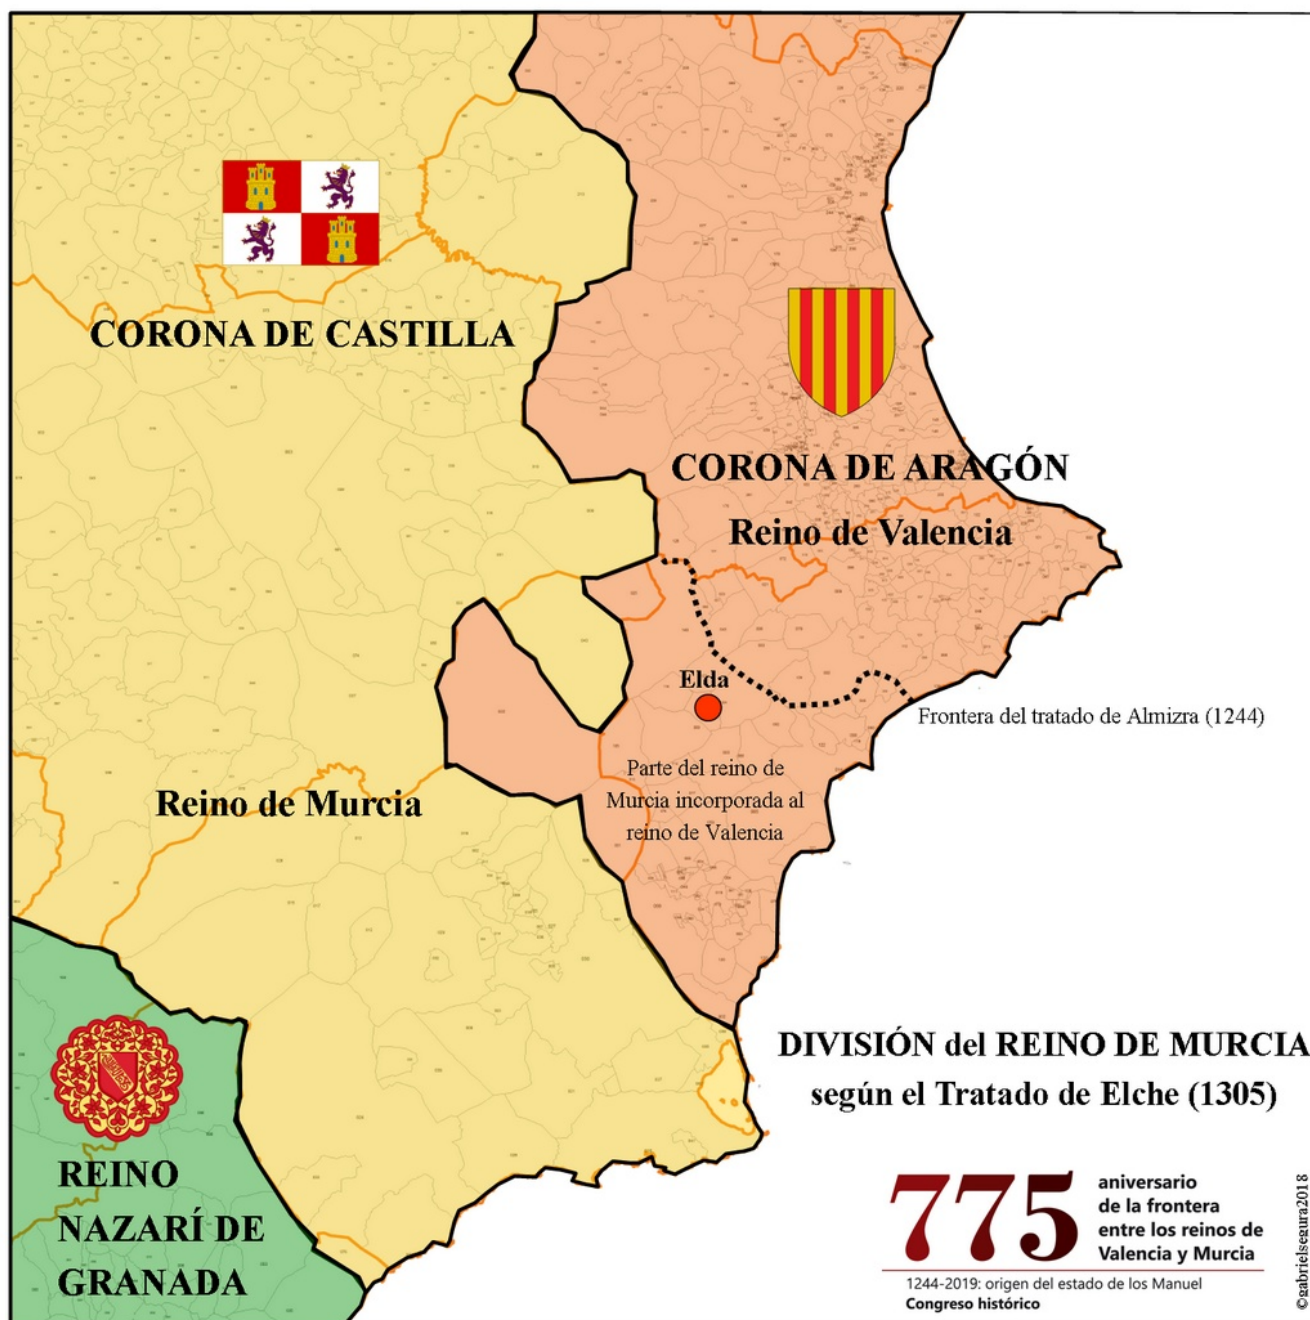 CORONA DE CASTILLA
CORONA DE ARAGÓN
Reino de Valencia
Elda
Frontera del tratado de Almizra (1244)
Parte del reino de
Murcia incorporada al
reino de Valencia
Reino de Murcia
DIVISIÓN del REINO DE MURCIA
según el Tratado de Elche (1305)
REINO
NAZARÍ DE
GRANADA
775
aniversario
de la frontera
entre los reinos de
Valencia y Murcia
1244-2019: origen del estado de los Manuel
Congreso histórico
©gabrielsegura2018